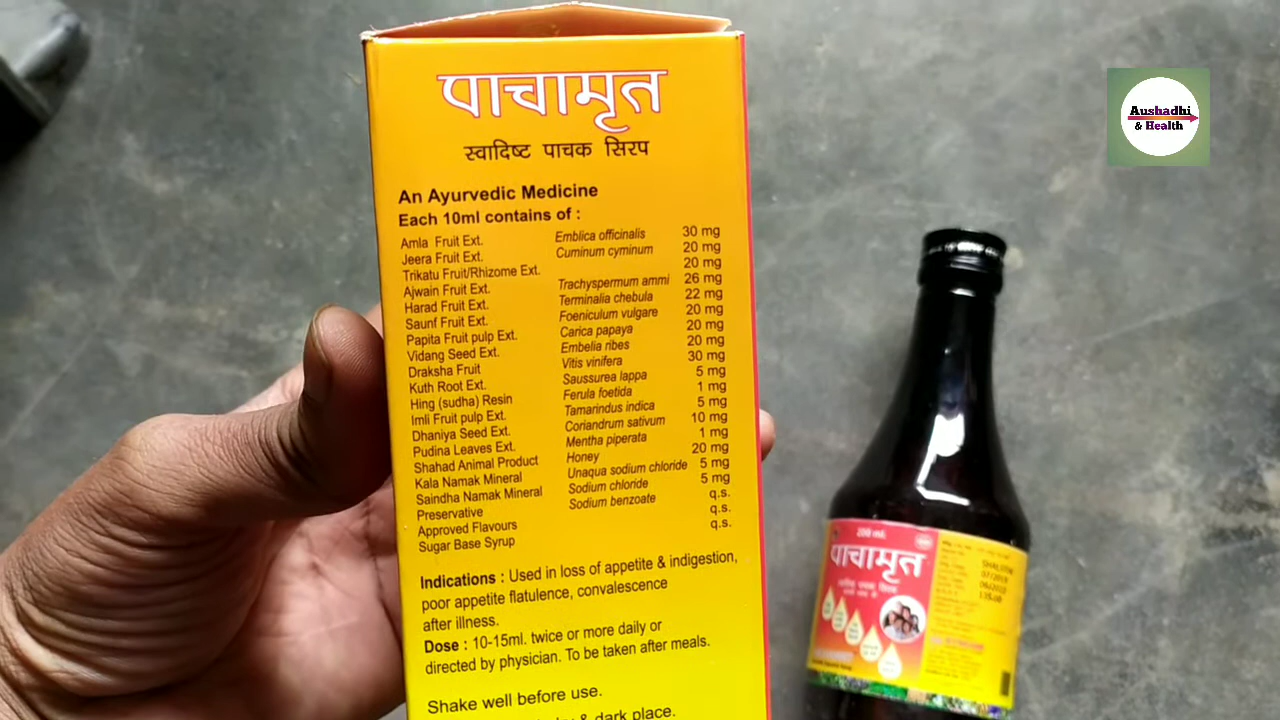 पाचामृत
स्वादिष्ट पाचक सिरप
An Ayurvedic Medicine
Each 10ml contains of :
Amla Fruit Ext. Emblica officinalis 30 mg
Jeera Fruit Ext. Cuminum cyminum 20 mg
Trikatu Fruit/Rhizome Ext. 20 mg
Ajwain Fruit Ext. Trachyspermum ammi 26 mg
Harad Fruit Ext. Terminalia chebula 22 mg
Saunf Fruit Ext. Foeniculum vulgare 20 mg
Papita Fruit pulp Ext. Carica papaya 20 mg
Vidang Seed Ext. Embelia ribes 20 mg
Draksha Fruit Vitis vinifera 30 mg
Kuth Root Ext. Saussurea lappa 5 mg
Hing (sudha) Resin Ferula foetida 1 mg
Imli Fruit pulp Ext. Tamarindus indica 5 mg
Dhaniya Seed Ext. Coriandrum sativum 10 mg
Pudina Leaves Ext. Mentha piperata 1 mg
Shahad Animal Product Honey 20 mg
Kala Namak Mineral Unaqua sodium chloride 5 mg
Saindha Namak Mineral Sodium chloride 5 mg
Preservative Sodium benzoate q.s.
Approved Flavours q.s.
Sugar Base Syrup q.s.
Indications : Used in loss of appetite & indigestion,
poor appetite flatulence, convalescence
after illness.
Dose : 10-15ml. twice or more daily or
directed by physician. To be taken after meals.
Shake well before use.
& dark place.
Aushadhi
& Health
200 ml.
पाचामृत
07/2019
135.00